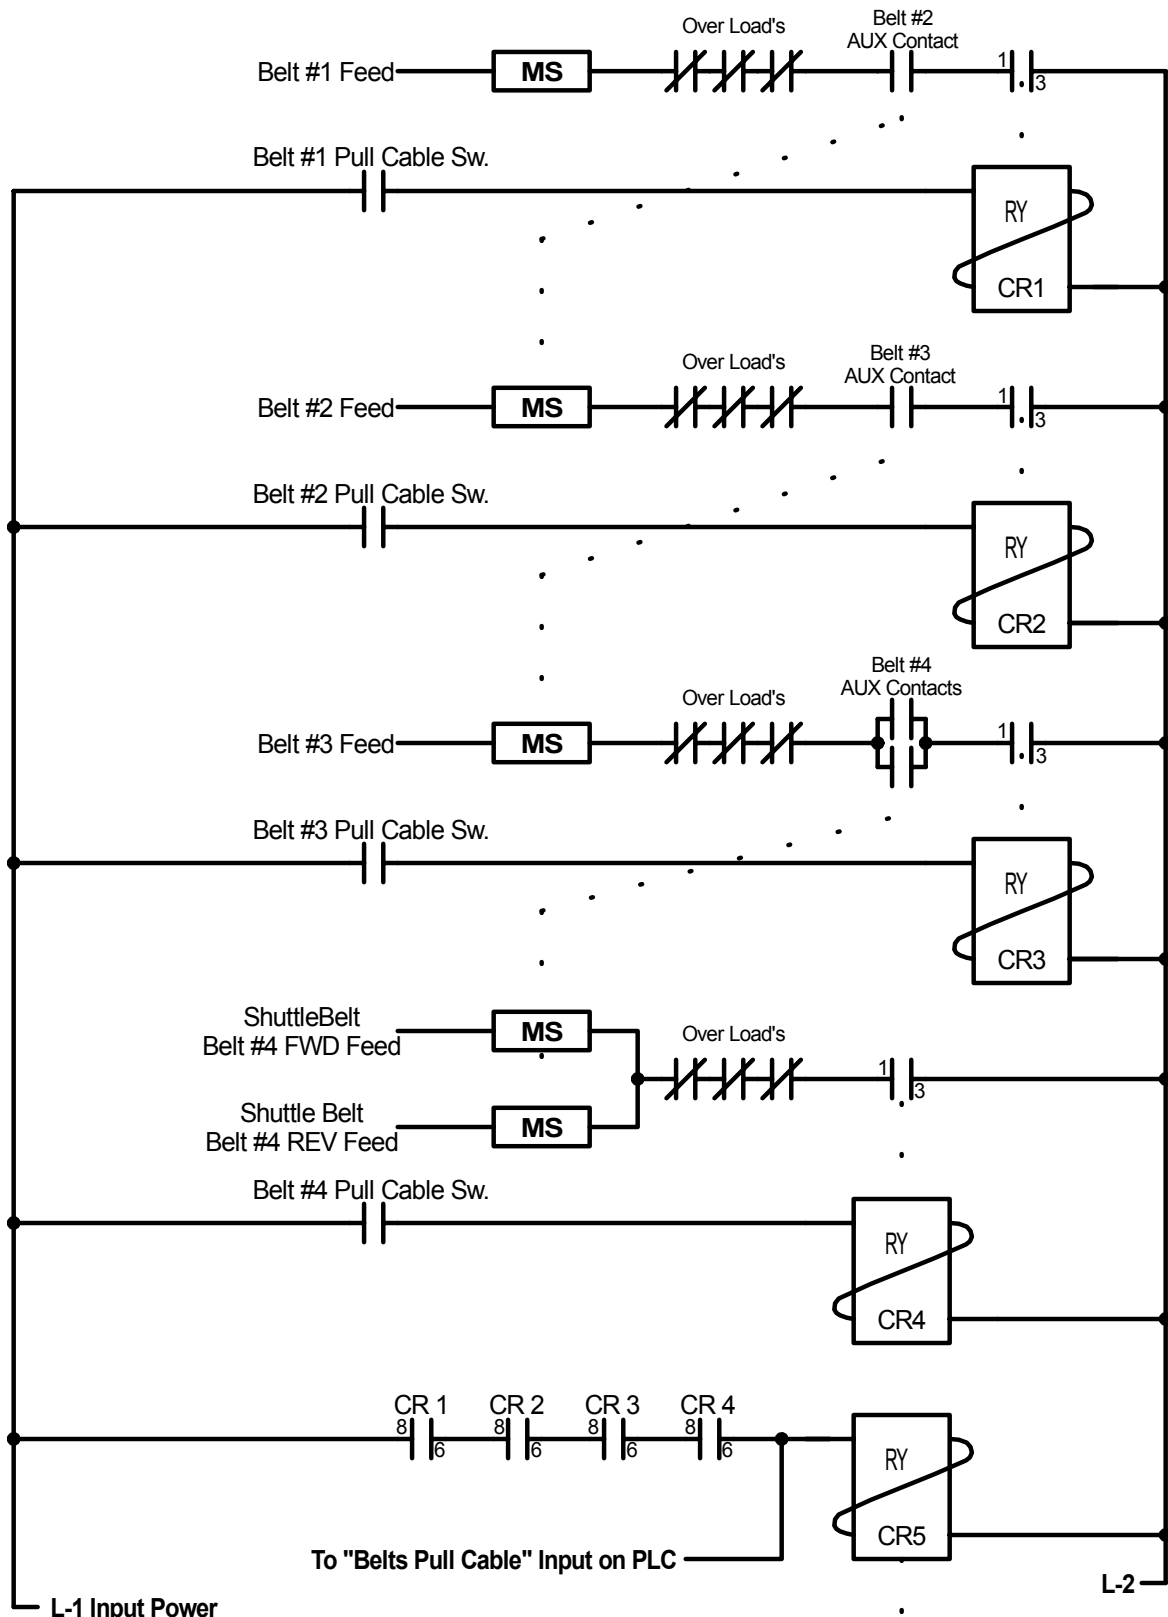 Over Load's
Belt #2
AUX Contact
Belt #1 Feed
MS
1
3
Belt #1 Pull Cable Sw.
RY
CR1
Over Load's
Belt #3
AUX Contact
Belt #2 Feed
MS
1
3
Belt #2 Pull Cable Sw.
RY
CR2
Over Load's
Belt #4
AUX Contacts
Belt #3 Feed
MS
1
3
Belt #3 Pull Cable Sw.
RY
CR3
ShuttleBelt
Belt #4 FWD Feed
MS
Over Load's
1
3
Shuttle Belt
Belt #4 REV Feed
MS
Belt #4 Pull Cable Sw.
RY
CR4
CR 1
8
6
CR 2
8
6
CR 3
8
6
CR 4
8
6
RY
CR5
To "Belts Pull Cable" Input on PLC
L-2
L-1 Input Power